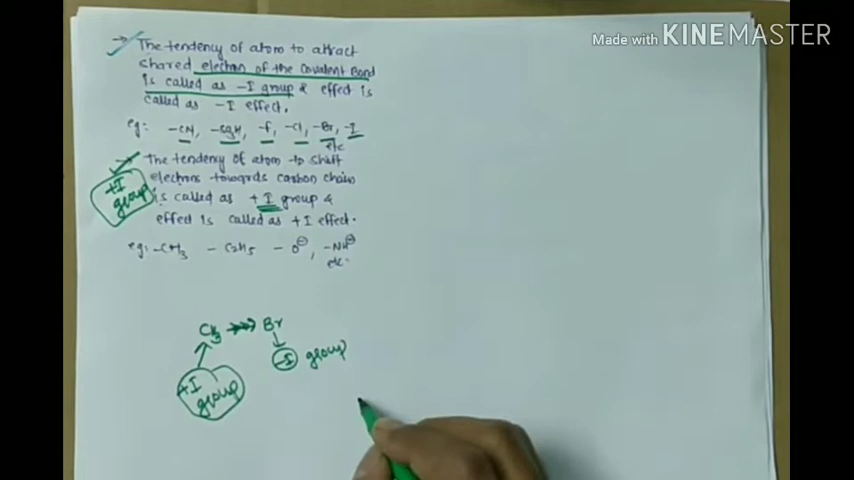 Made with KINEMASTER
→ The tendency of atom to attract
shared electron of the covalent Bond
is called as -I group & effect is
called as -I effect.
eg: -CN, -SO3H, -F, -Cl, -Br, -I
etc
→ The tendency of atom to shift
electrons towards carbon chain
is called as +I group &
effect is called as +I effect.
+I
group
eg: -CH3 - C2H5 - O⊖, -NH⊖
etc.
CH3 →→→ Br
-I group
+I
group